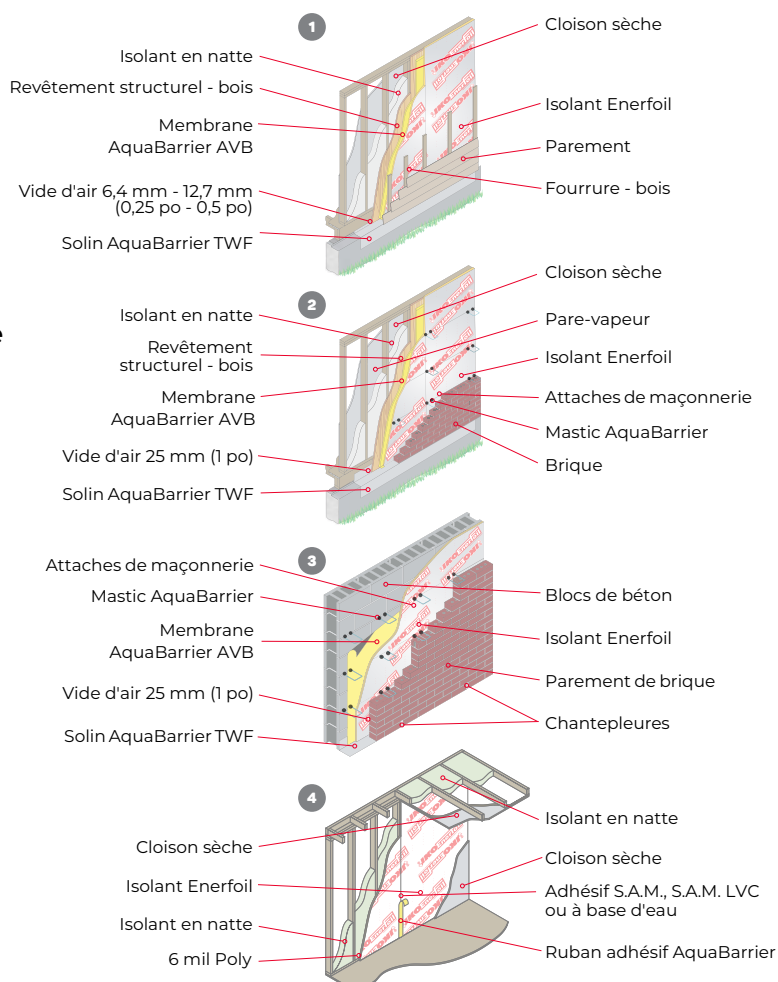 1
Cloison sèche
Isolant en natte
Revêtement structurel - bois
Membrane
AquaBarrier AVB
Vide d'air 6,4 mm - 12,7 mm
(0,25 po - 0,5 po)
Solin AquaBarrier TWF
Isolant Enerfoil
Parement
Fourrure - bois
e
2
Cloison sèche
Isolant en natte
Revêtement
structurel - bois
Membrane
AquaBarrier AVB
Vide d'air 25 mm (1 po)
Solin AquaBarrier TWF
Pare-vapeur
Isolant Enerfoil
Attaches de maçonnerie
Mastic AquaBarrier
Brique
3
Attaches de maçonnerie
Mastic AquaBarrier
Membrane
AquaBarrier AVB
Vide d'air 25 mm (1 po)
Solin AquaBarrier TWF
Blocs de béton
Isolant Enerfoil
Parement de brique
Chantepleures
4
Cloison sèche
Isolant Enerfoil
Isolant en natte
6 mil Poly
Isolant en natte
Cloison sèche
Adhésif S.A.M., S.A.M. LVC
ou à base d'eau
Ruban adhésif AquaBarrier